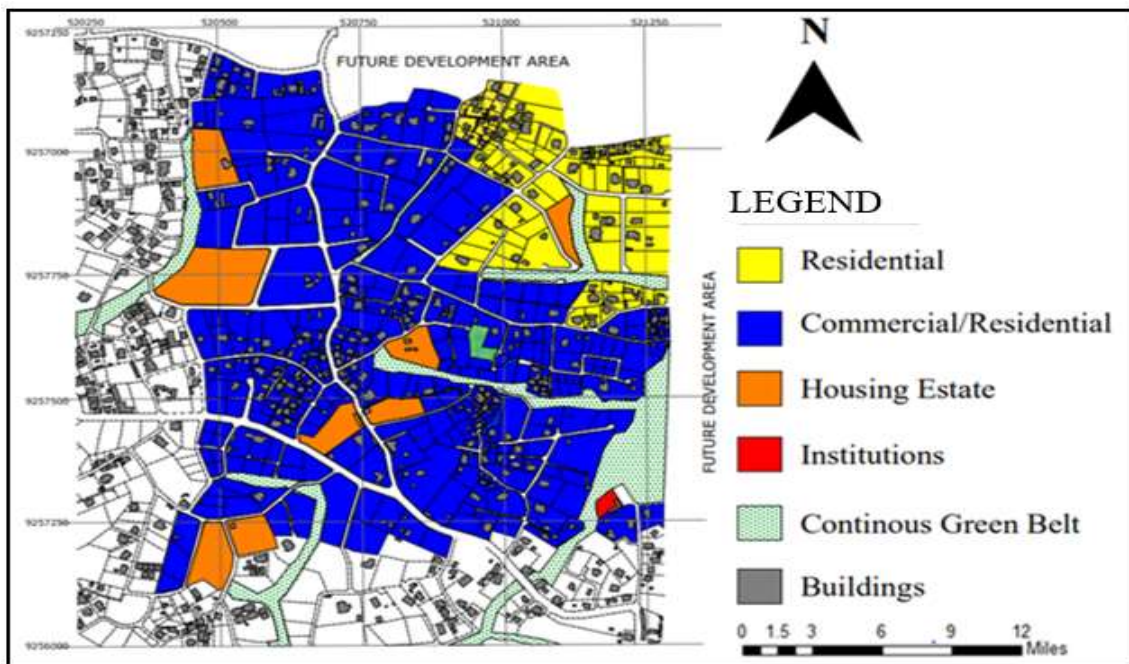 520250 520500 520750 521000 521250
9257250
FUTURE DEVELOPMENT AREA
9257000
9257750
9257500
9257250
9256000
FUTURE DEVELOPMENT AREA
N
LEGEND
Residential
Commercial/Residential
Housing Estate
Institutions
Continous Green Belt
Buildings
0 1.5 3 6 9 12
Miles